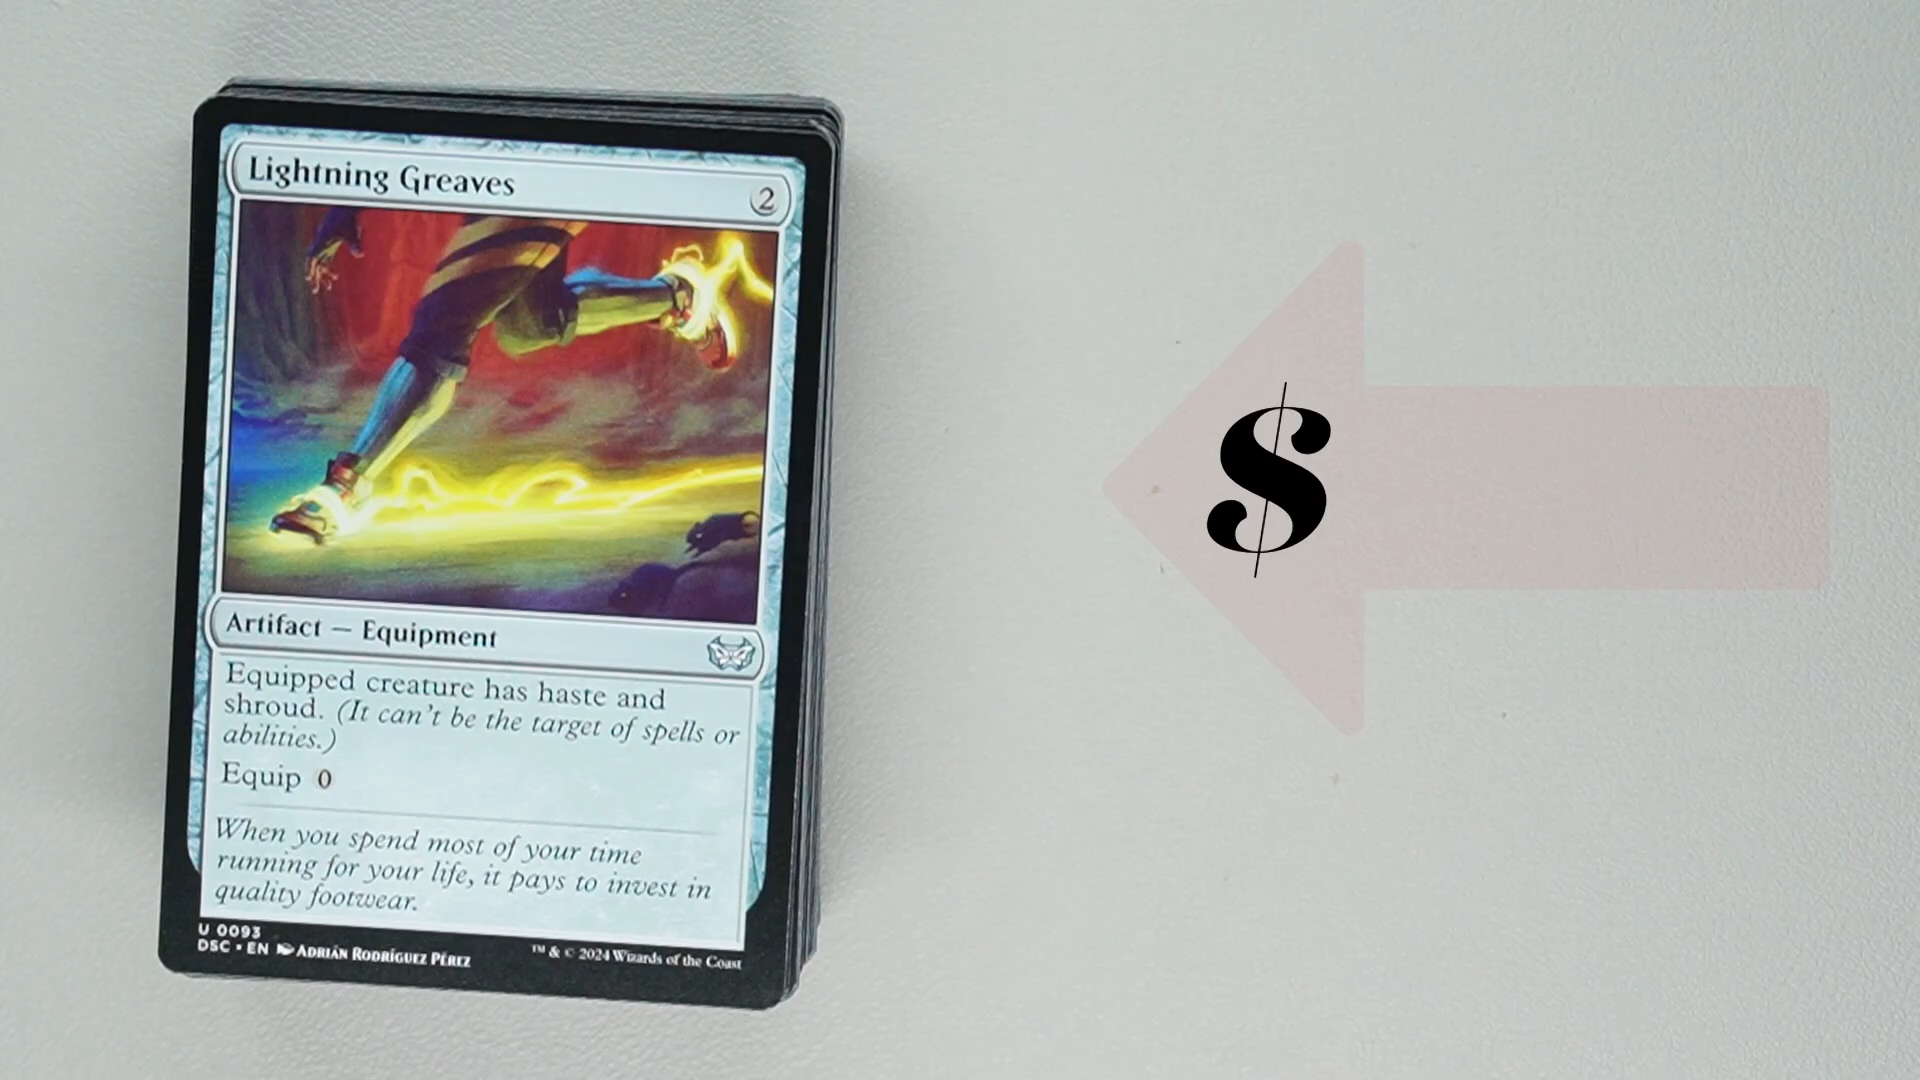 Lightning Greaves
2
$
Artifact — Equipment
Equipped creature has haste and
shroud. (It can't be the target of spells or
abilities.)
Equip 0
When you spend most of your time
running for your life, it pays to invest in
quality footwear.
U 0093
DSC • EN Adrián Rodríguez Pérez
™ & © 2024 Wizards of the Coast